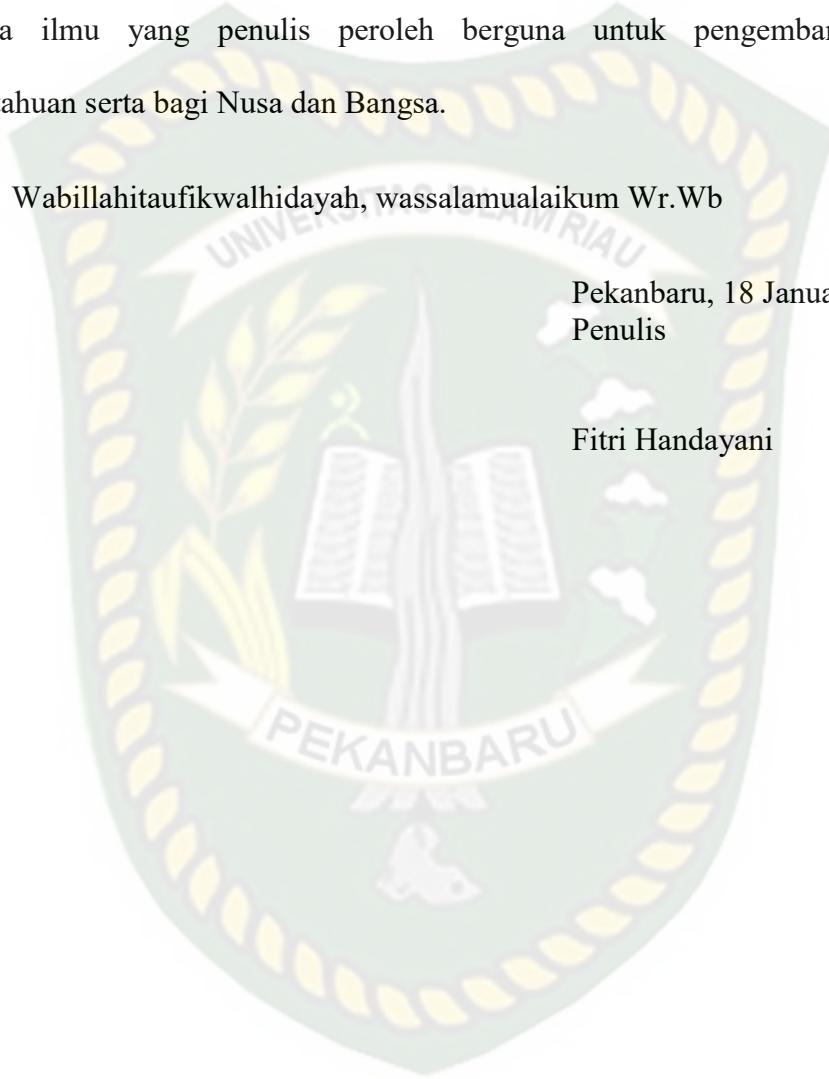 a ilmu yang penulis peroleh berguna untuk pengembar
tahuan serta bagi Nusa dan Bangsa.
Wabillahitaufikwalhidayah, wassalamualaikum Wr.Wb
UNIVERSITAS ISLAM RIAU
Pekanbaru, 18 Janua
Penulis
Fitri Handayani
PEKANBARU